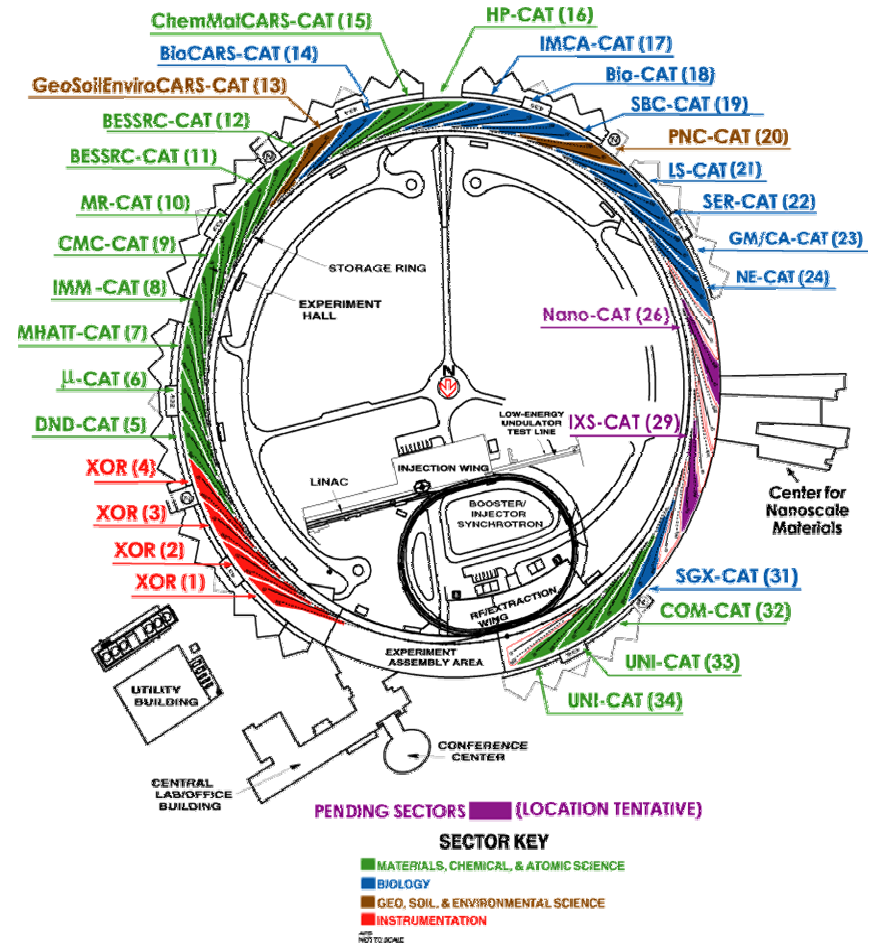 ChemMatCARS-CAT (15)
HP-CAT (16)
BioCARS-CAT (14)
IMCA-CAT (17)
GeoSoilEnviroCARS-CAT (13)
Bio-CAT (18)
BESSRC-CAT (12)
SBC-CAT (19)
BESSRC-CAT (11)
PNC-CAT (20)
MR-CAT (10)
LS-CAT (21)
CMC-CAT (9)
SER-CAT (22)
IMM -CAT (8)
GM/CA-CAT (23)
MHATT-CAT (7)
NE-CAT (24)
μ-CAT (6)
Nano-CAT (26)
DND-CAT (5)
IXS-CAT (29)
XOR (4)
XOR (3)
XOR (2)
XOR (1)
STORAGE RING
EXPERIMENT
HALL
N
LOW-ENERGY
UNDULATOR
TEST LINE
INJECTION WING
LINAC
BOOSTER/
INJECTOR
SYNCHROTRON
RF/EXTRACTION
WING
Center for
Nanoscale
Materials
SGX-CAT (31)
COM-CAT (32)
UNI-CAT (33)
UNI-CAT (34)
EXPERIMENT
ASSEMBLY AREA
UTILITY
BUILDING
CONFERENCE
CENTER
CENTRAL
LAB/OFFICE
BUILDING
PENDING SECTORS (LOCATION TENTATIVE)
SECTOR KEY
MATERIALS, CHEMICAL, & ATOMIC SCIENCE
BIOLOGY
GEO, SOIL, & ENVIRONMENTAL SCIENCE
INSTRUMENTATION
NOT TO SCALE